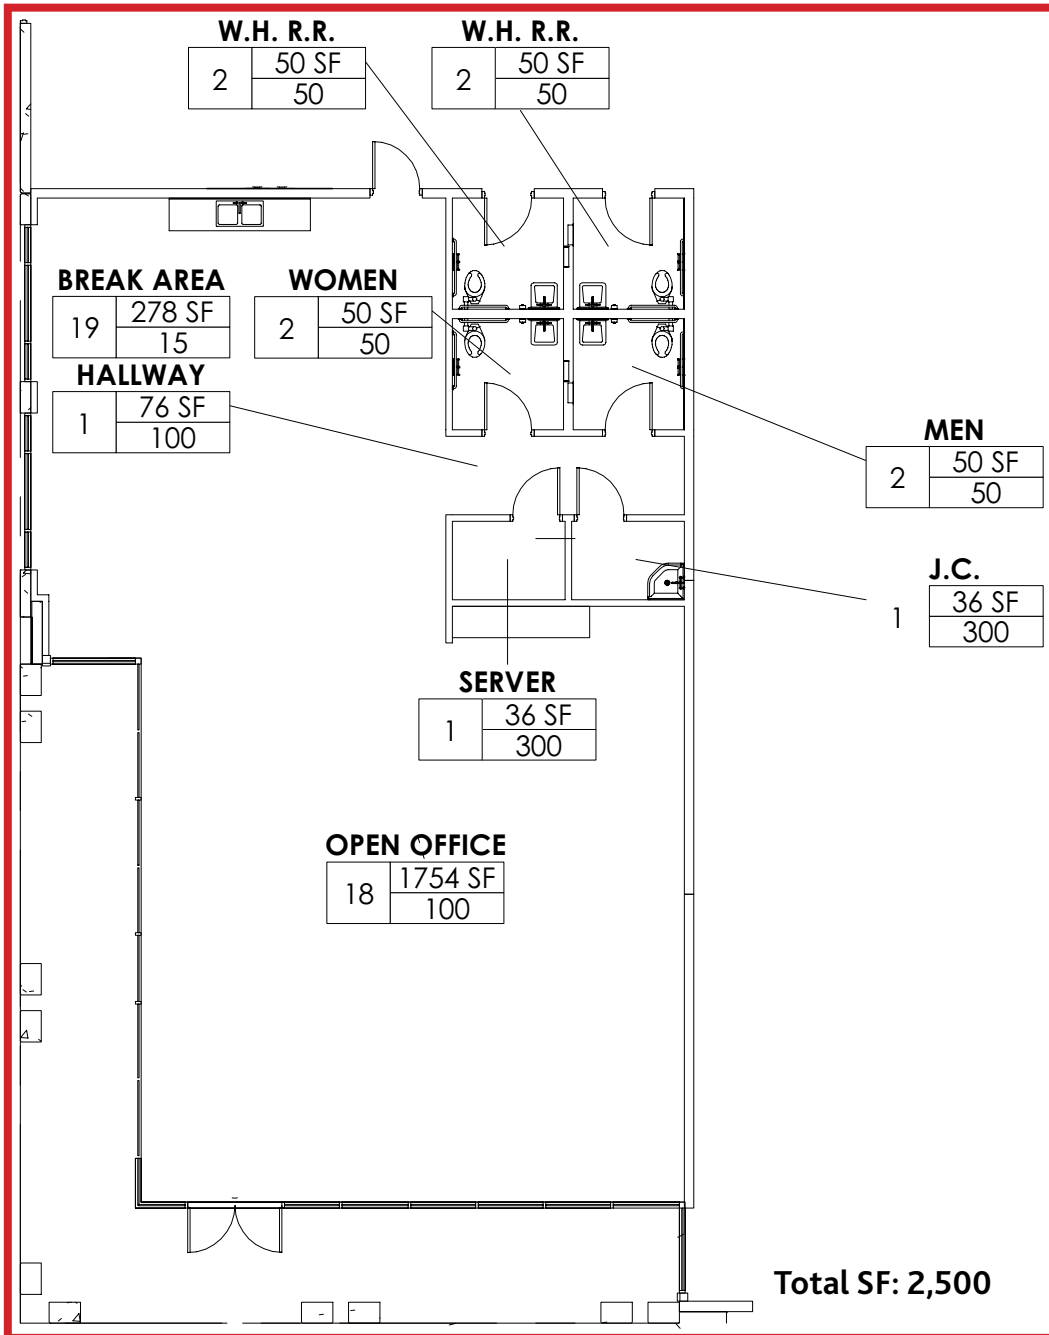 W.H. R.R.
2
50 SF
50
W.H. R.R.
2
50 SF
50
BREAK AREA
19
278 SF
15
WOMEN
2
50 SF
50
HALLWAY
1
76 SF
100
MEN
2
50 SF
50
J.C.
1
36 SF
300
SERVER
1
36 SF
300
OPEN OFFICE
18
1754 SF
100
Total SF: 2,500